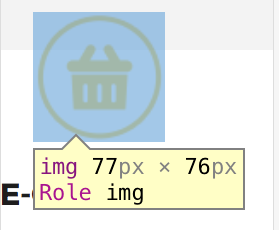 img 77px × 76px
Role img
E-